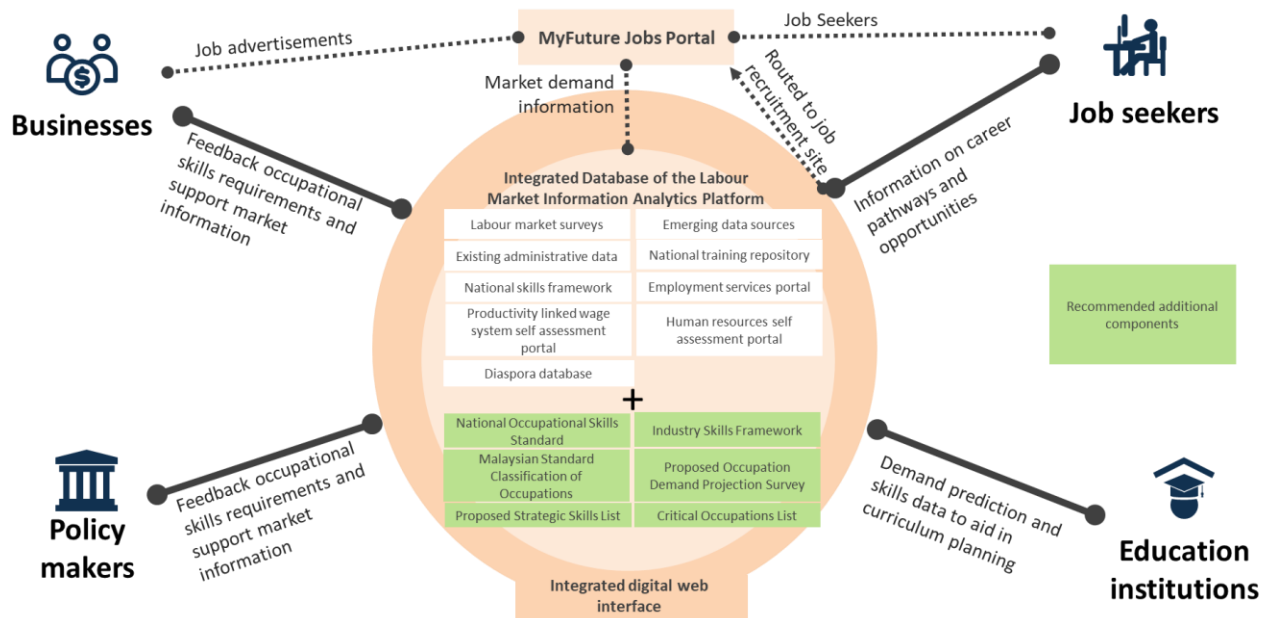 MyFuture Jobs Portal
Job advertisements
Job Seekers
Businesses
Market demand
information
Routed to job
recruitment site
Job seekers
Feedback occupational
skills requirements and
support market
information
Information on career
pathways and
opportunities
Integrated Database of the Labour
Market Information Analytics Platform
Labour market surveys
Emerging data sources
Existing administrative data
National training repository
National skills framework
Employment services portal
Productivity linked wage
system self assessment
portal
Human resources self
assessment portal
Diaspora database
Recommended additional
components
+
National Occupational Skills
Standard
Industry Skills Framework
Malaysian Standard
Classification of
Occupations
Proposed Occupation
Demand Projection Survey
Proposed Strategic Skills List
Critical Occupations List
Policy
makers
Feedback occupational
skills requirements and
support market
information
Demand prediction and
skills data to aid in
curriculum planning
Education
institutions
Integrated digital web
interface